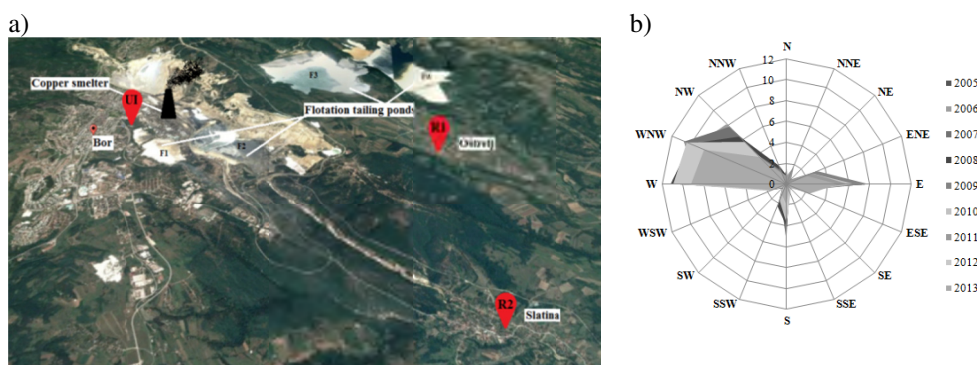 a)
Copper smelter
U1
Bor
F1
F2
F3
Flotation tailing ponds
R1
R2
Slatina
b)
N
NNE
NE
ENE
E
ESE
SE
SSE
S
SSW
SW
WSW
W
WNW
NW
NNW
12
10
8
6
4
2
0
2005
2006
2007
2008
2009
2010
2011
2012
2013